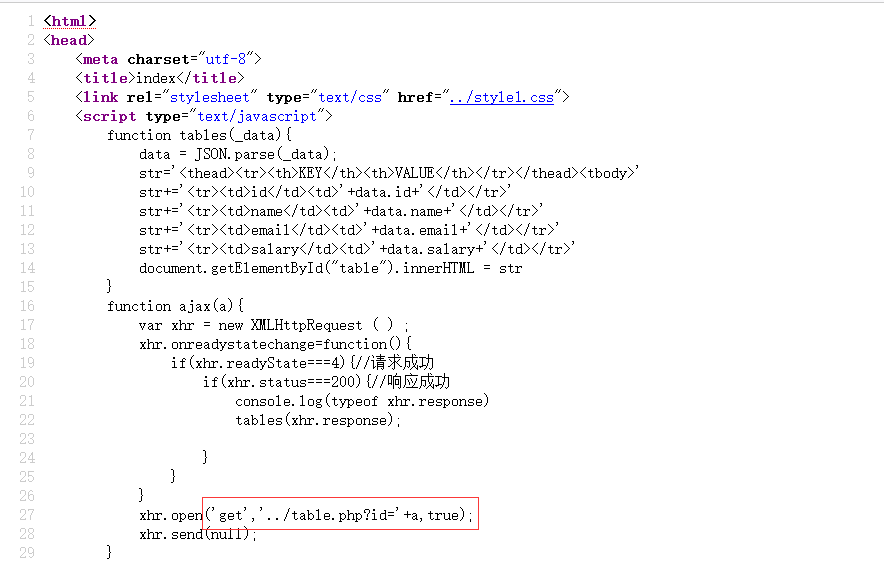 1 <html>
2 <head>
3     <meta charset="utf-8">
4     <title>index</title>
5     <link rel="stylesheet" type="text/css" href="../style1.css">
6     <script type="text/javascript">
7         function tables(_data){
8             data = JSON.parse(_data);
9             str='<thead><tr><th>KEY</th><th>VALUE</th></tr></thead><tbody>'
10             str+='<tr><td>id</td><td>'+data.id+'</td></tr>'
11             str+='<tr><td>name</td><td>'+data.name+'</td></tr>'
12             str+='<tr><td>email</td><td>'+data.email+'</td></tr>'
13             str+='<tr><td>salary</td><td>'+data.salary+'</td></tr>'
14             document.getElementById("table").innerHTML = str
15         }
16         function ajax(a){
17             var xhr = new XMLHttpRequest ( ) ;
18             xhr.onreadystatechange=function(){
19                 if(xhr.readyState===4){//请求成功
20                     if(xhr.status===200){//响应成功
21                         console.log(typeof xhr.response)
22                         tables(xhr.response);
23
24                     }
25                 }
26             }
27             xhr.open('get','../table.php?id='+a,true);
28             xhr.send(null);
29         }